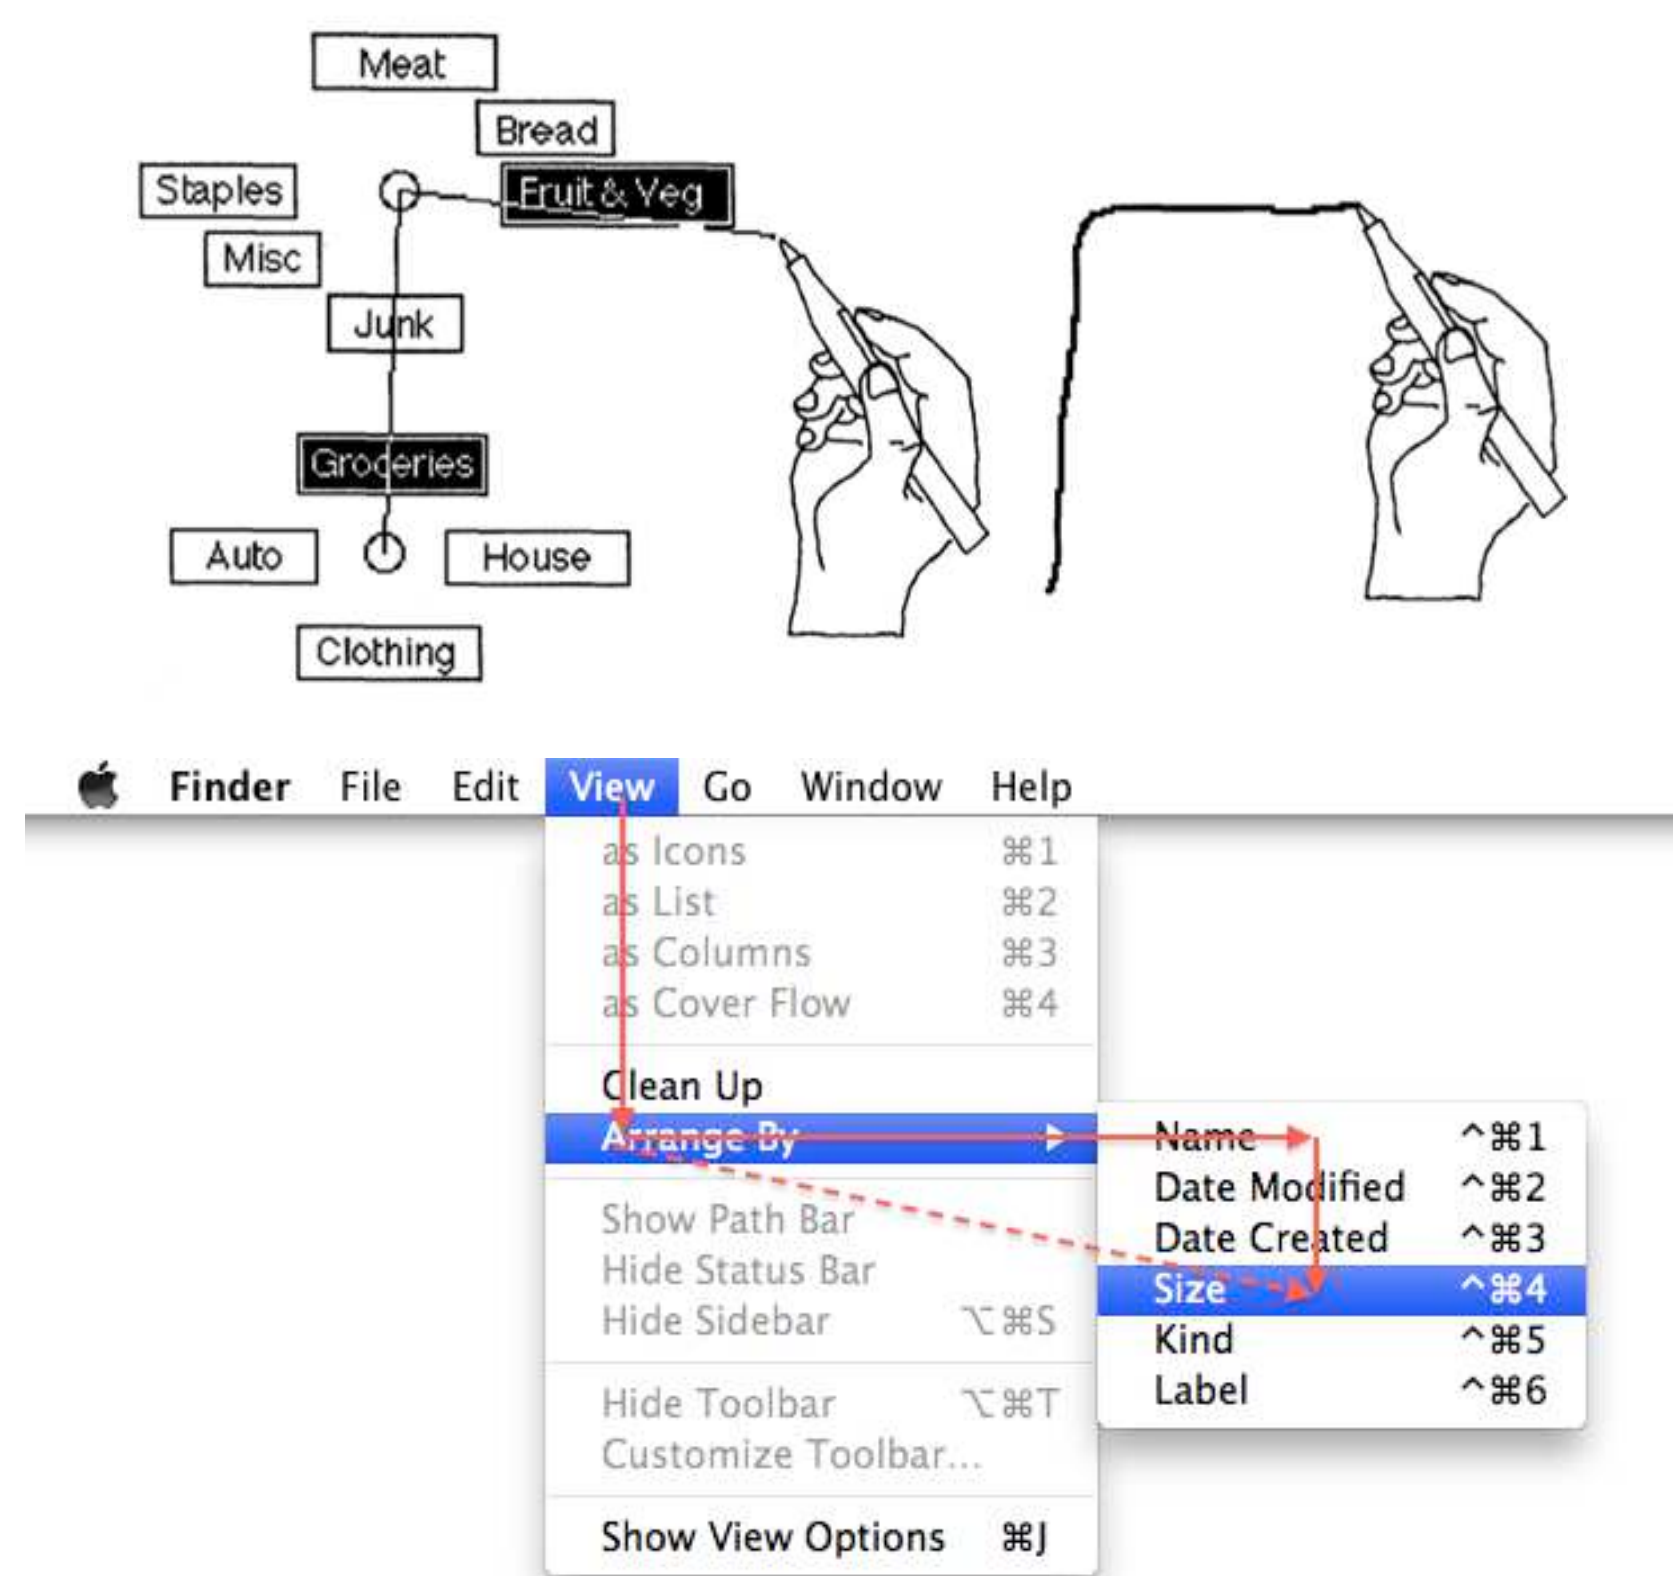 Meat
Bread
Staples
Fruit & Veg
Misc
Junk
Groceries
Auto
House
Clothing
Finder File Edit View Go Window Help
as Icons ⌘1
as List ⌘2
as Columns ⌘3
as Cover Flow ⌘4
Clean Up
Arrange By
Name ^⌘1
Date Modified ^⌘2
Date Created ^⌘3
Size ^⌘4
Kind ^⌘5
Label ^⌘6
Show Path Bar
Hide Status Bar
Hide Sidebar ⌥⌘S
Hide Toolbar ⌥⌘T
Customize Toolbar...
Show View Options ⌘J